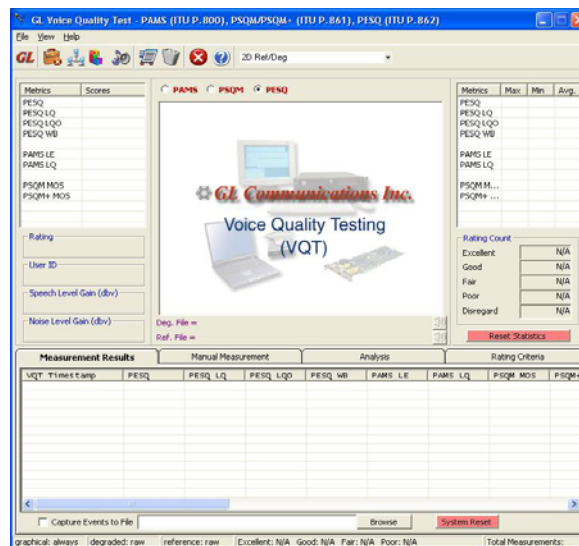 GL Voice Quality Test - PAMS (ITU P.800), PSQM/PSQM+ (ITU P.861), PESQ (ITU P.862)
File View Help
GL 2D Ref/Deg
Metrics Scores
PESQ
PESQ LQ
PESQ LQO
PESQ WB
PAMS LE
PAMS LQ
PSQM MOS
PSQM+ MOS
Rating
User ID
Speech Level Gain (dbv)
Noise Level Gain (dbv)
PAMS PSQM PESQ
GL Communications Inc.
Voice Quality Testing
(VQT)
Deg. File =
Ref. File =
Metrics Max Min Avg.
PESQ
PESQ LQ
PESQ LQO
PESQ WB
PAMS LE
PAMS LQ
PSQM M...
PSQM+ ...
Rating Count
Excellent N/A
Good N/A
Fair N/A
Poor N/A
Disregard N/A
Reset Statistics
Measurement Results Manual Measurement Analysis Rating Criteria
VQT Timestamp PESQ PESQ LQ PESQ LQO PESQ WB PAMS LE PAMS LQ PSQM MOS PSQM+
Capture Events to File Browse System Reset
graphical: always degraded: raw reference: raw Excellent: N/A Good: N/A Fair: N/A Poor: N/A Total Measurements: